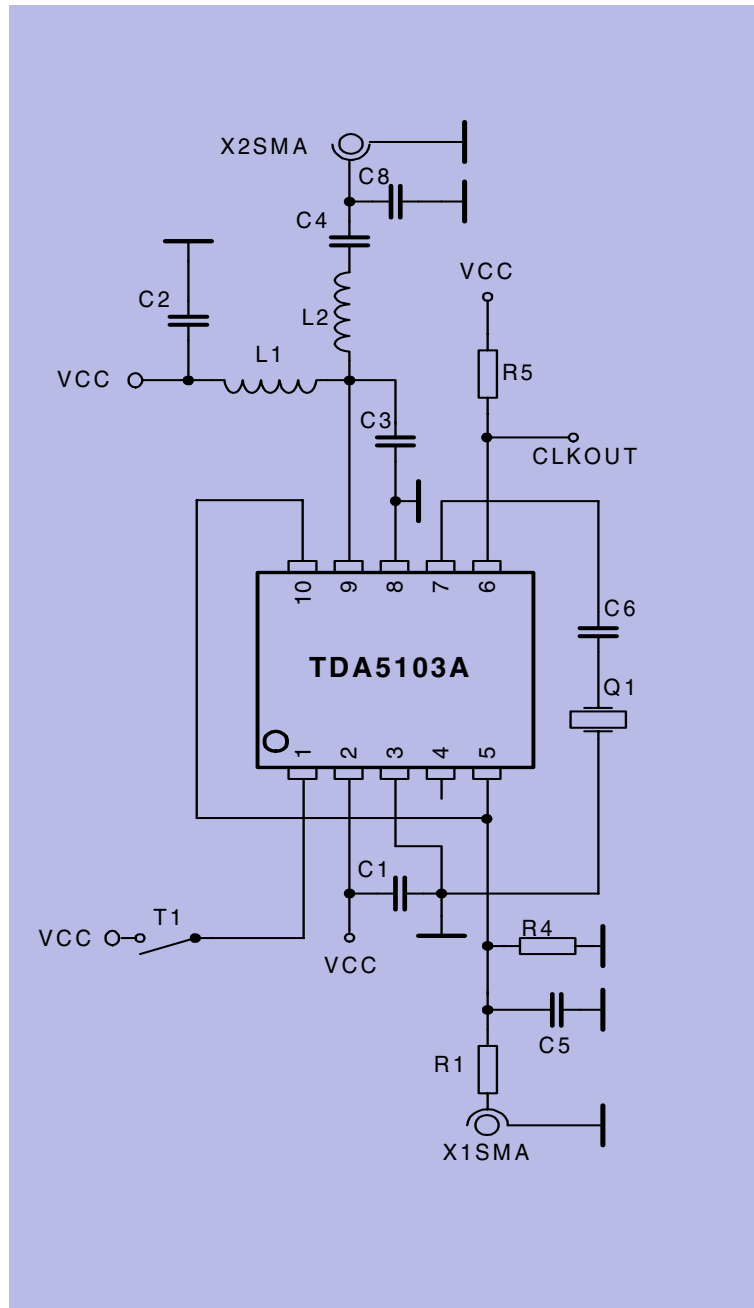 X2SMA
C8
C4
VCC
C2
L2
L1
R5
VCC
C3
CLKOUT
10
9
8
7
6
C6
TDA5103A
Q1
1
2
3
4
5
C1
T1
R4
VCC
VCC
C5
R1
X1SMA